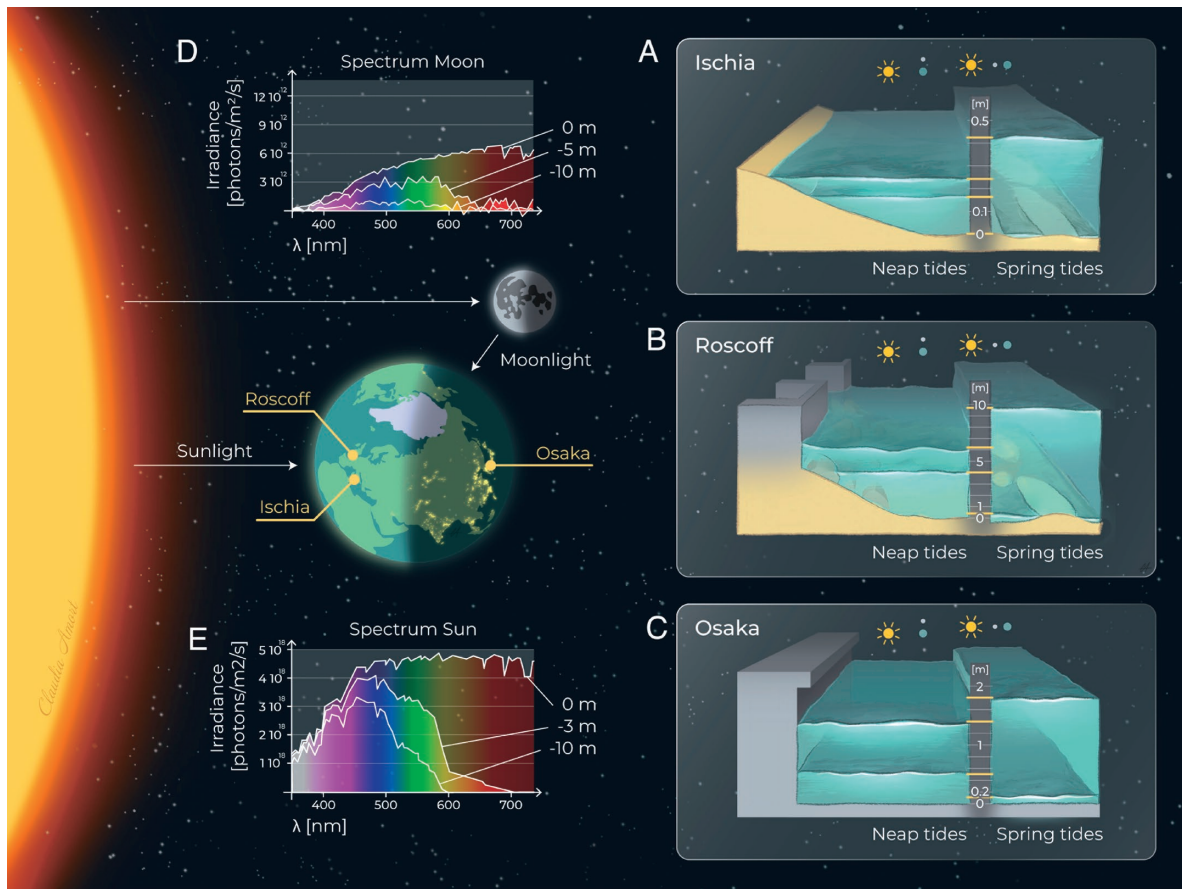 D
Spectrum Moon
Irradiance
[photons/m²/s]
12 10¹²
9 10¹²
6 10¹²
3 10¹²
0 m
-5 m
-10 m
400
500
600
700
λ [nm]
Moonlight
Roscoff
Sunlight
Osaka
Ischia
E
Spectrum Sun
Irradiance
[photons/m2/s]
5 10¹⁸
4 10¹⁸
3 10¹⁸
2 10¹⁸
1 10¹⁸
0 m
-3 m
-10 m
400
500
600
700
λ [nm]
Claudia Amort
A
Ischia
[m]
0.5
0.1
0
Neap tides
Spring tides
B
Roscoff
[m]
10
5
1
0
Neap tides
Spring tides
C
Osaka
[m]
2
1
0.2
0
Neap tides
Spring tides